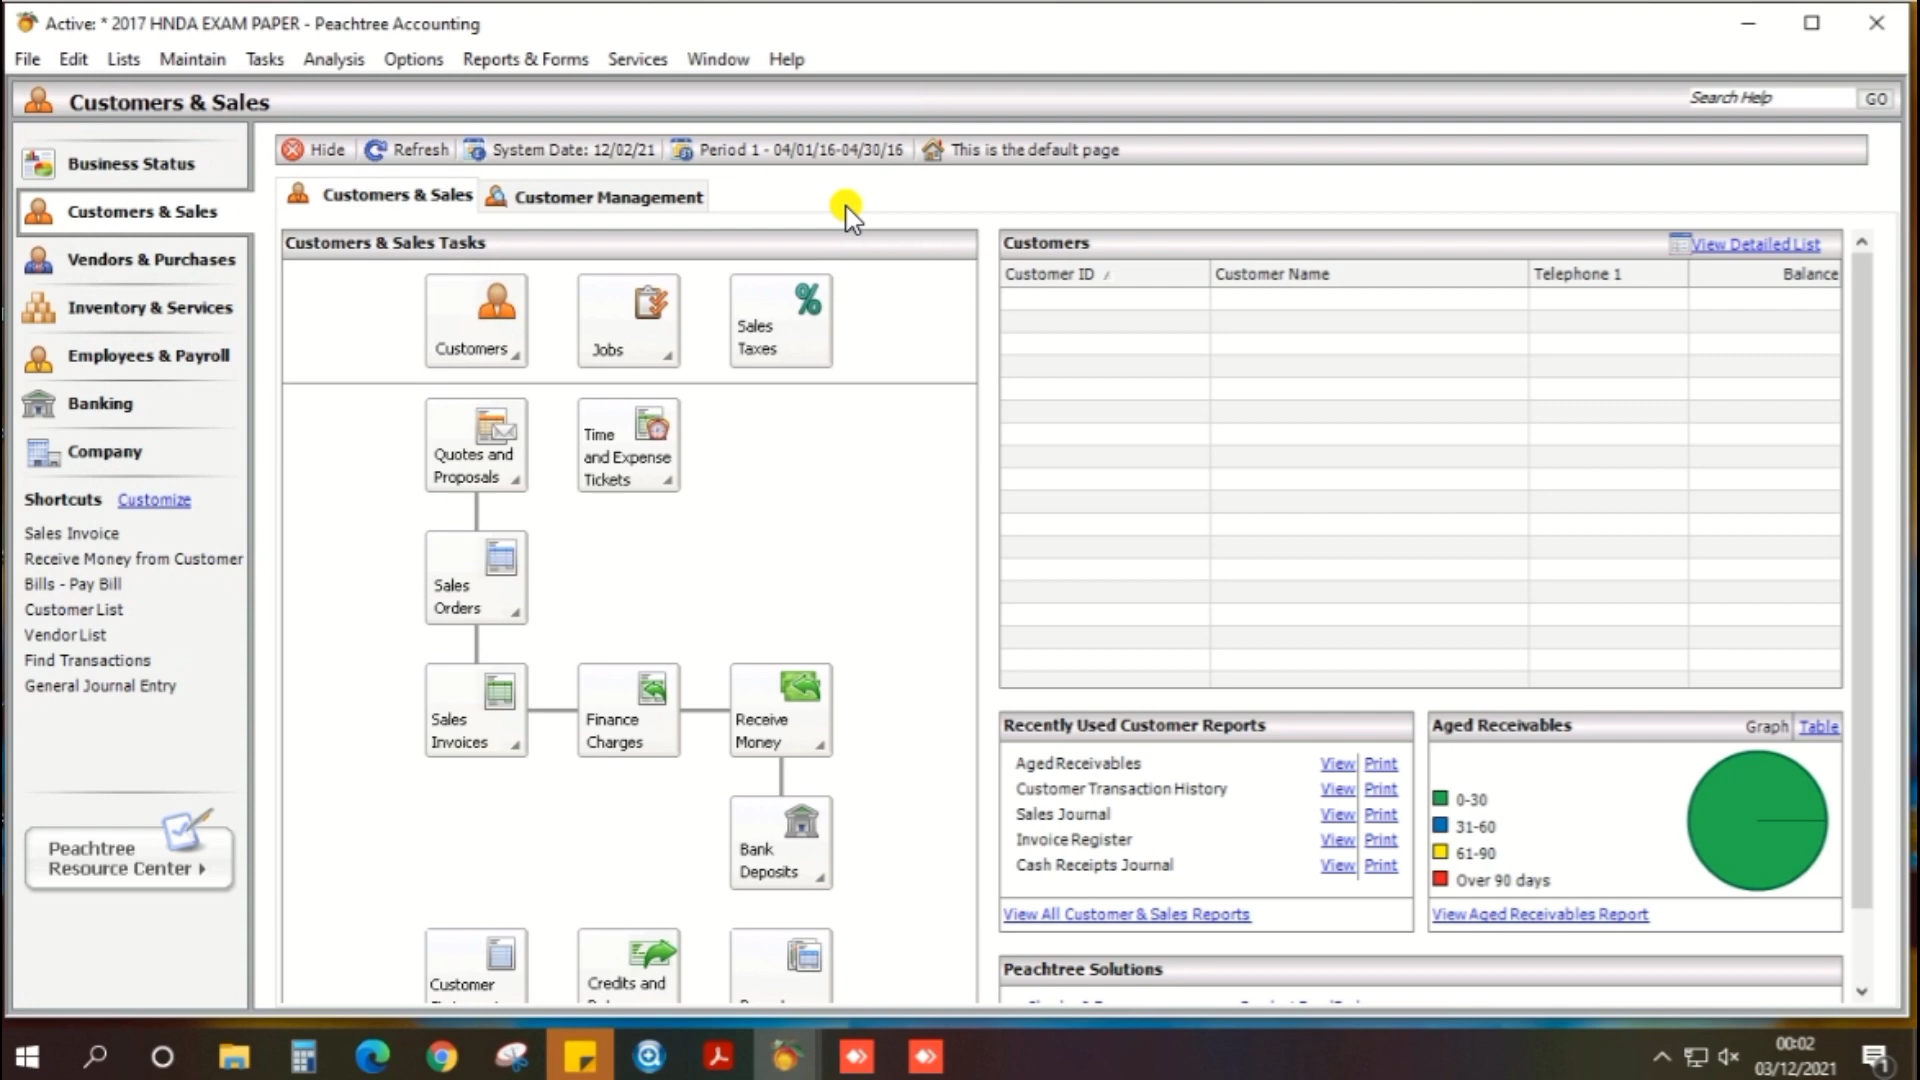 Active: * 2017 HNDA EXAM PAPER - Peachtree Accounting
File Edit Lists Maintain Tasks Analysis Options Reports & Forms Services Window Help
Customers & Sales
Search Help GO
Business Status
Customers & Sales
Vendors & Purchases
Inventory & Services
Employees & Payroll
Banking
Company
Shortcuts Customize
Sales Invoice
Receive Money from Customer
Bills - Pay Bill
Customer List
Vendor List
Find Transactions
General Journal Entry
Peachtree
Resource Center
Hide Refresh System Date: 12/02/21 Period 1 - 04/01/16-04/30/16 This is the default page
Customers & Sales Customer Management
Customers & Sales Tasks
Customers
Jobs
Sales
Taxes
Quotes and
Proposals
Time
and Expense
Tickets
Sales
Orders
Sales
Invoices
Finance
Charges
Receive
Money
Bank
Deposits
Customer
Credits and
Customers View Detailed List
Customer ID Customer Name Telephone 1 Balance
Recently Used Customer Reports
Aged Receivables View Print
Customer Transaction History View Print
Sales Journal View Print
Invoice Register View Print
Cash Receipts Journal View Print
View All Customer & Sales Reports
Aged Receivables Graph Table
0-30
31-60
61-90
Over 90 days
View Aged Receivables Report
Peachtree Solutions
00:02
03/12/2021
1